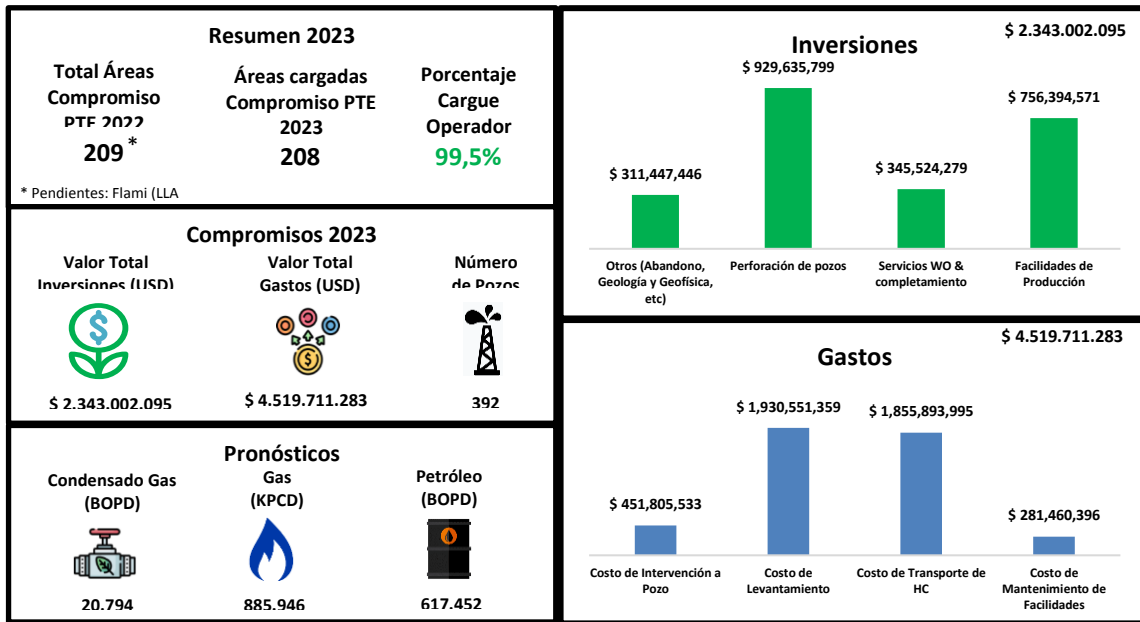 Resumen 2023
Total Áreas
Compromiso
PTE 2022
209 *
Áreas cargadas
Compromiso PTE
2023
208
Porcentaje
Cargue
Operador
99,5%
* Pendientes: Flami (LLA
Compromisos 2023
Valor Total
Inversiones (USD)
$ 2.343.002.095
Valor Total
Gastos (USD)
$ 4.519.711.283
Número
de Pozos
392
Pronósticos
Condensado Gas
(BOPD)
20.794
Gas
(KPCD)
885.946
Petróleo
(BOPD)
617.452
Inversiones
$ 2.343.002.095
$ 311,447,446
$ 929,635,799
$ 345,524,279
$ 756,394,571
Otros (Abandono,
Geología y Geofísica,
etc)
Perforación de pozos
Servicios WO &
completamiento
Facilidades de
Producción
Gastos
$ 4.519.711.283
$ 451,805,533
$ 1,930,551,359
$ 1,855,893,995
$ 281,460,396
Costo de Intervención a
Pozo
Costo de
Levantamiento
Costo de Transporte de
HC
Costo de
Mantenimiento de
Facilidades